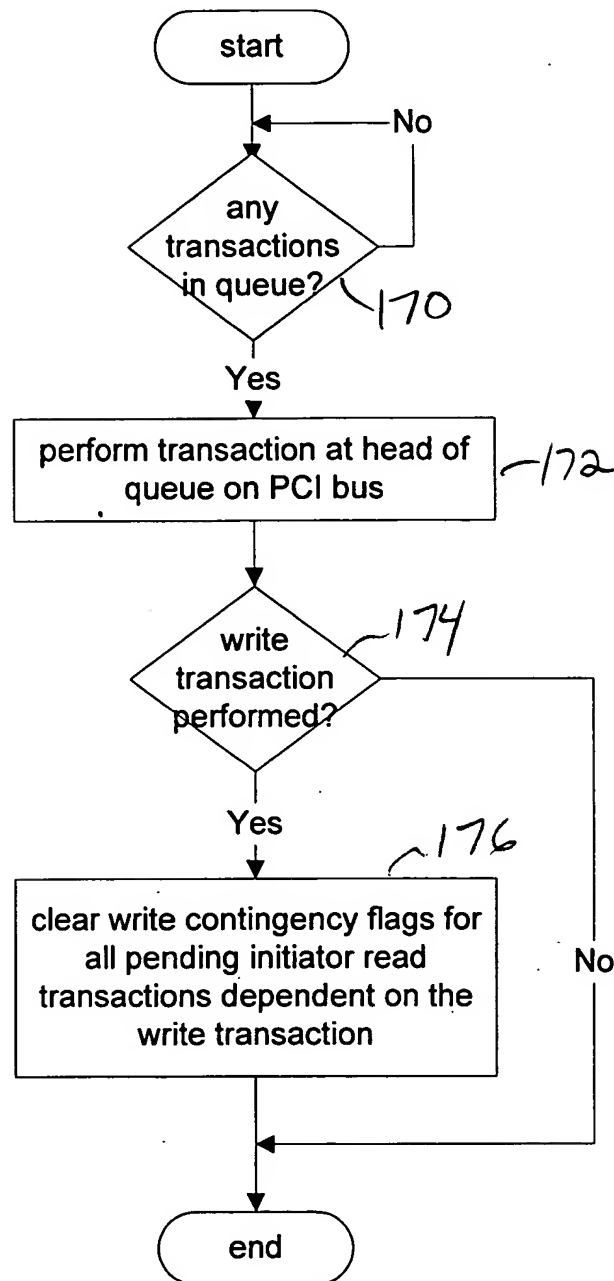 start
No
any
transactions
in queue?
170
Yes
perform transaction at head of
queue on PCI bus
172
174
write
transaction
performed?
Yes
176
clear write contingency flags for
all pending initiator read
transactions dependent on the
write transaction
No
end